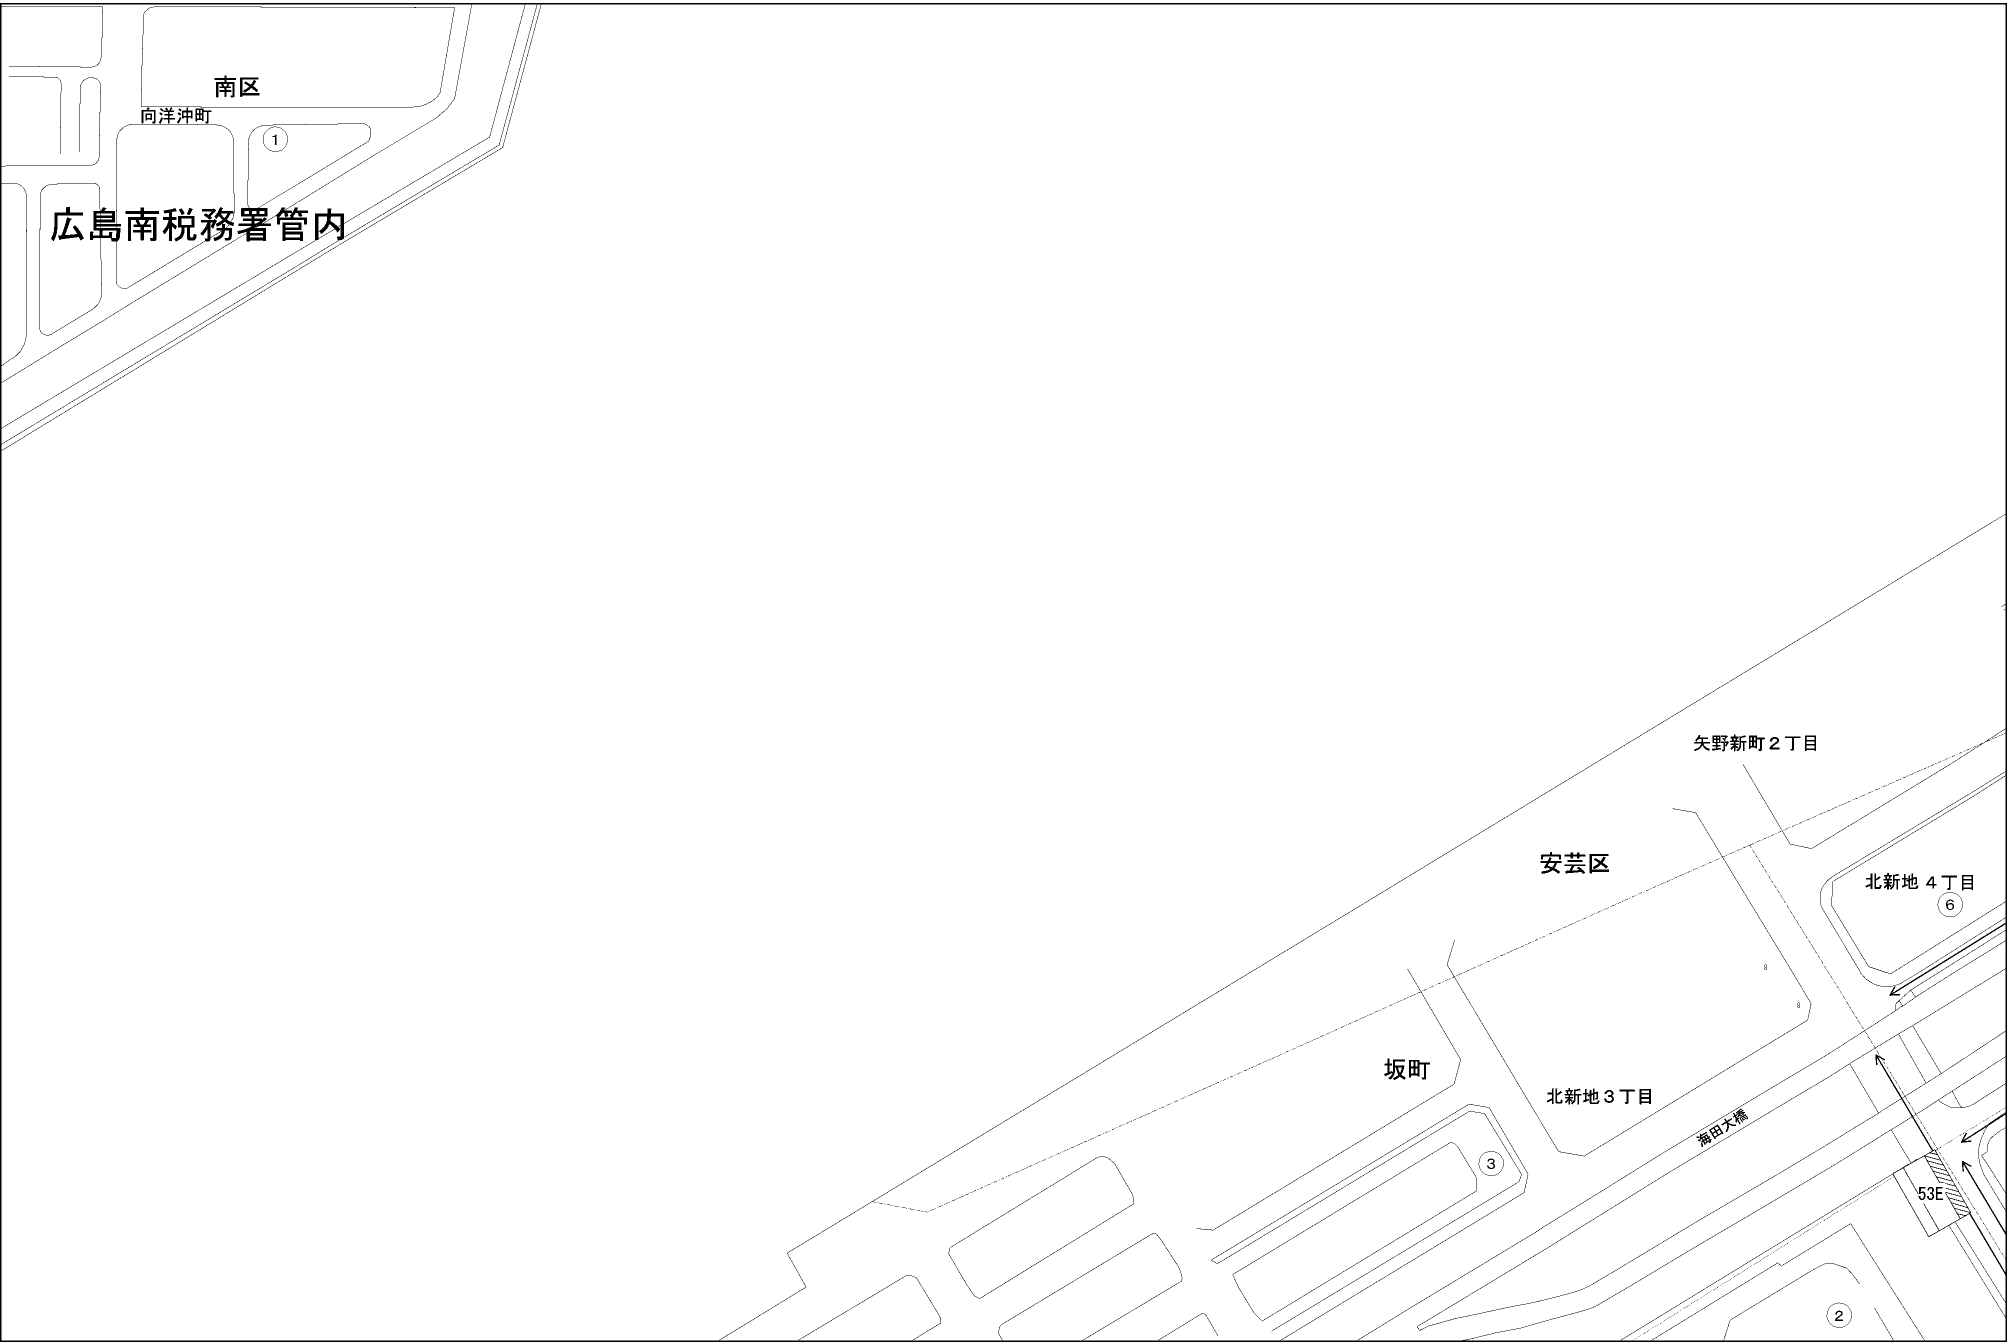 南区
向洋沖町
1
広島南税務署管内
矢野新町２丁目
安芸区
北新地４丁目
6
坂町
北新地３丁目
海田大橋
3
53E
2